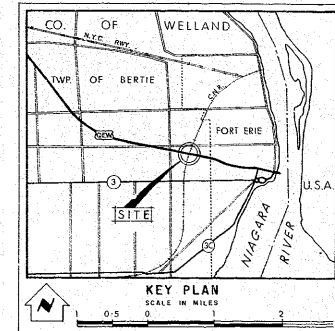 CO. OF WELLAND
N.Y.C. RWY.
TWP. OF BERTIE
C.N.R.
QEW
FORT ERIE
3
U.S.A.
SITE
3C
NIAGARA
RIVER
KEY PLAN
SCALE IN MILES
N
1 0·5 0 1 2